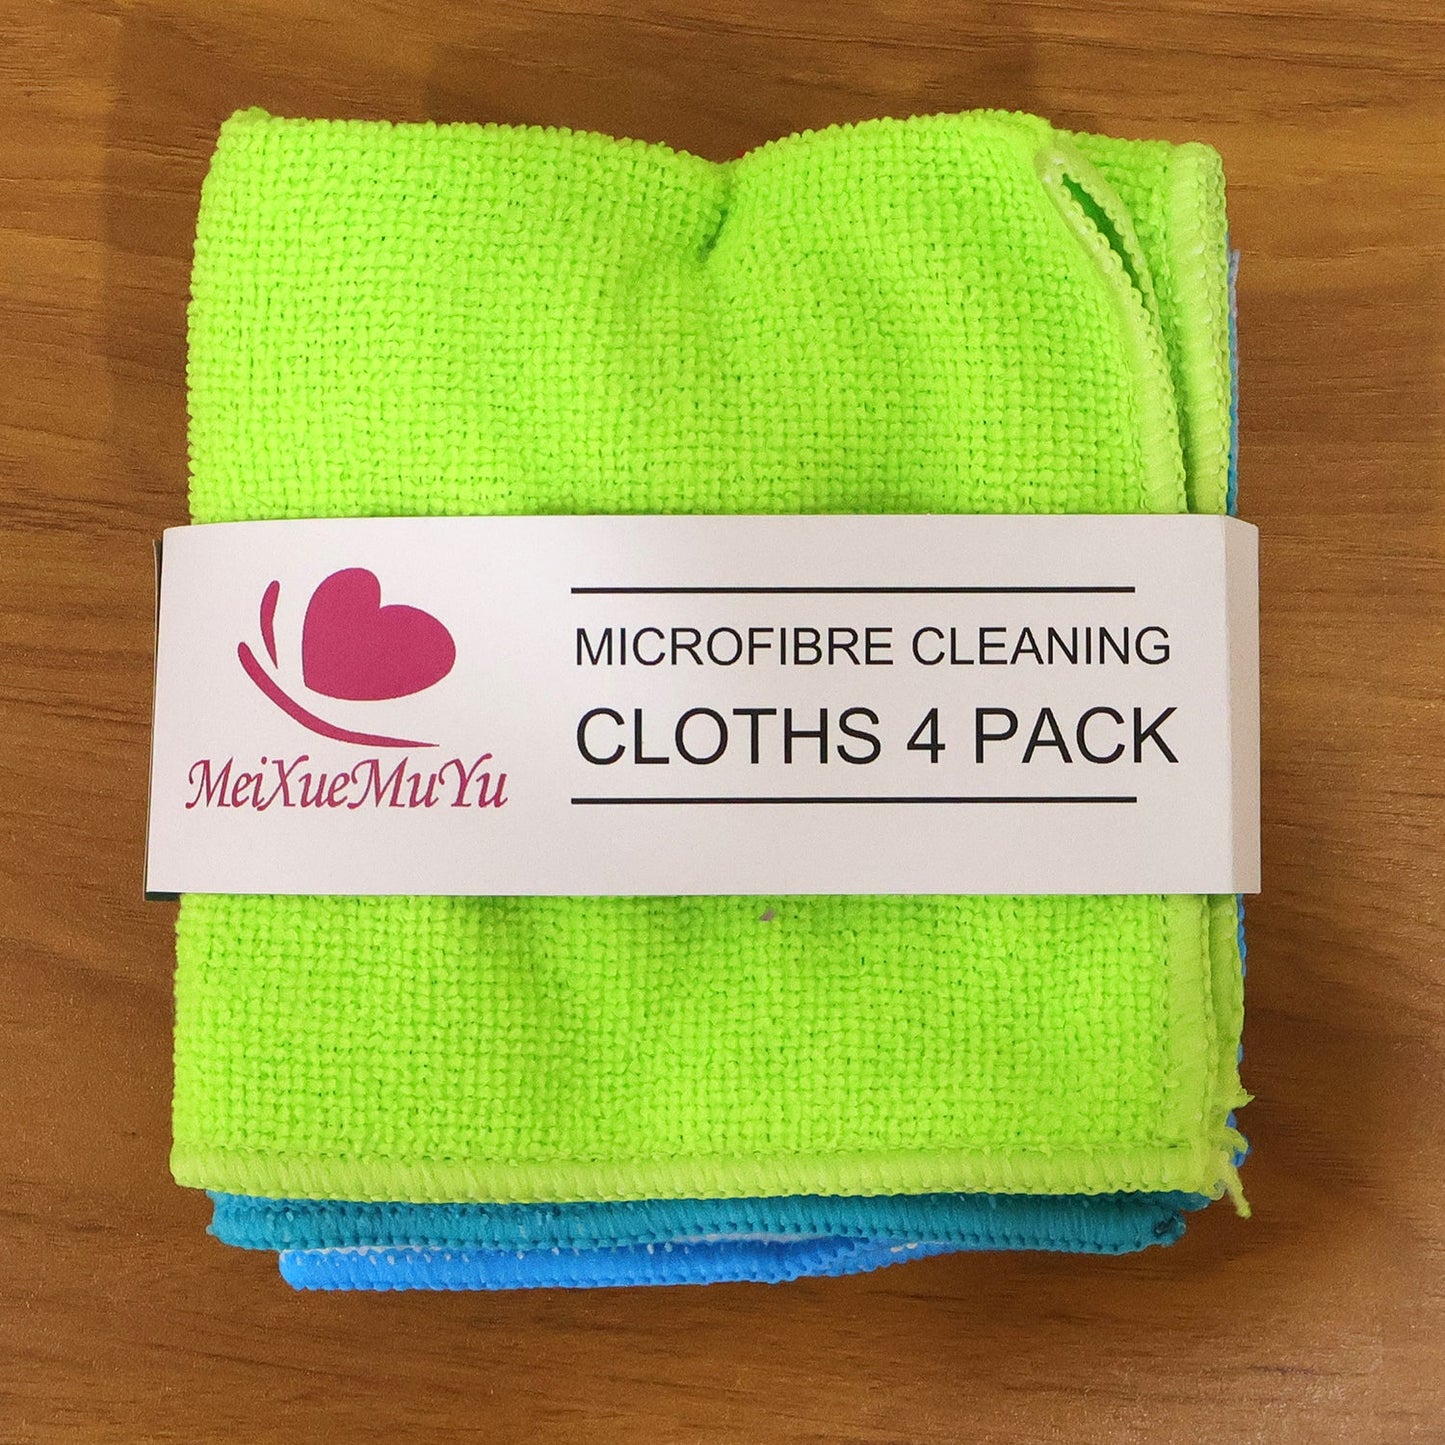 MeiXueMuYu
MICROFIBRE CLEANING
CLOTHS 4 PACK